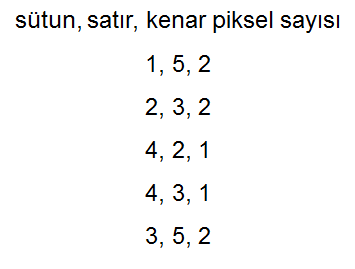 sütun, satır, kenar piksel sayısı
1, 5, 2
2, 3, 2
4, 2, 1
4, 3, 1
3, 5, 2